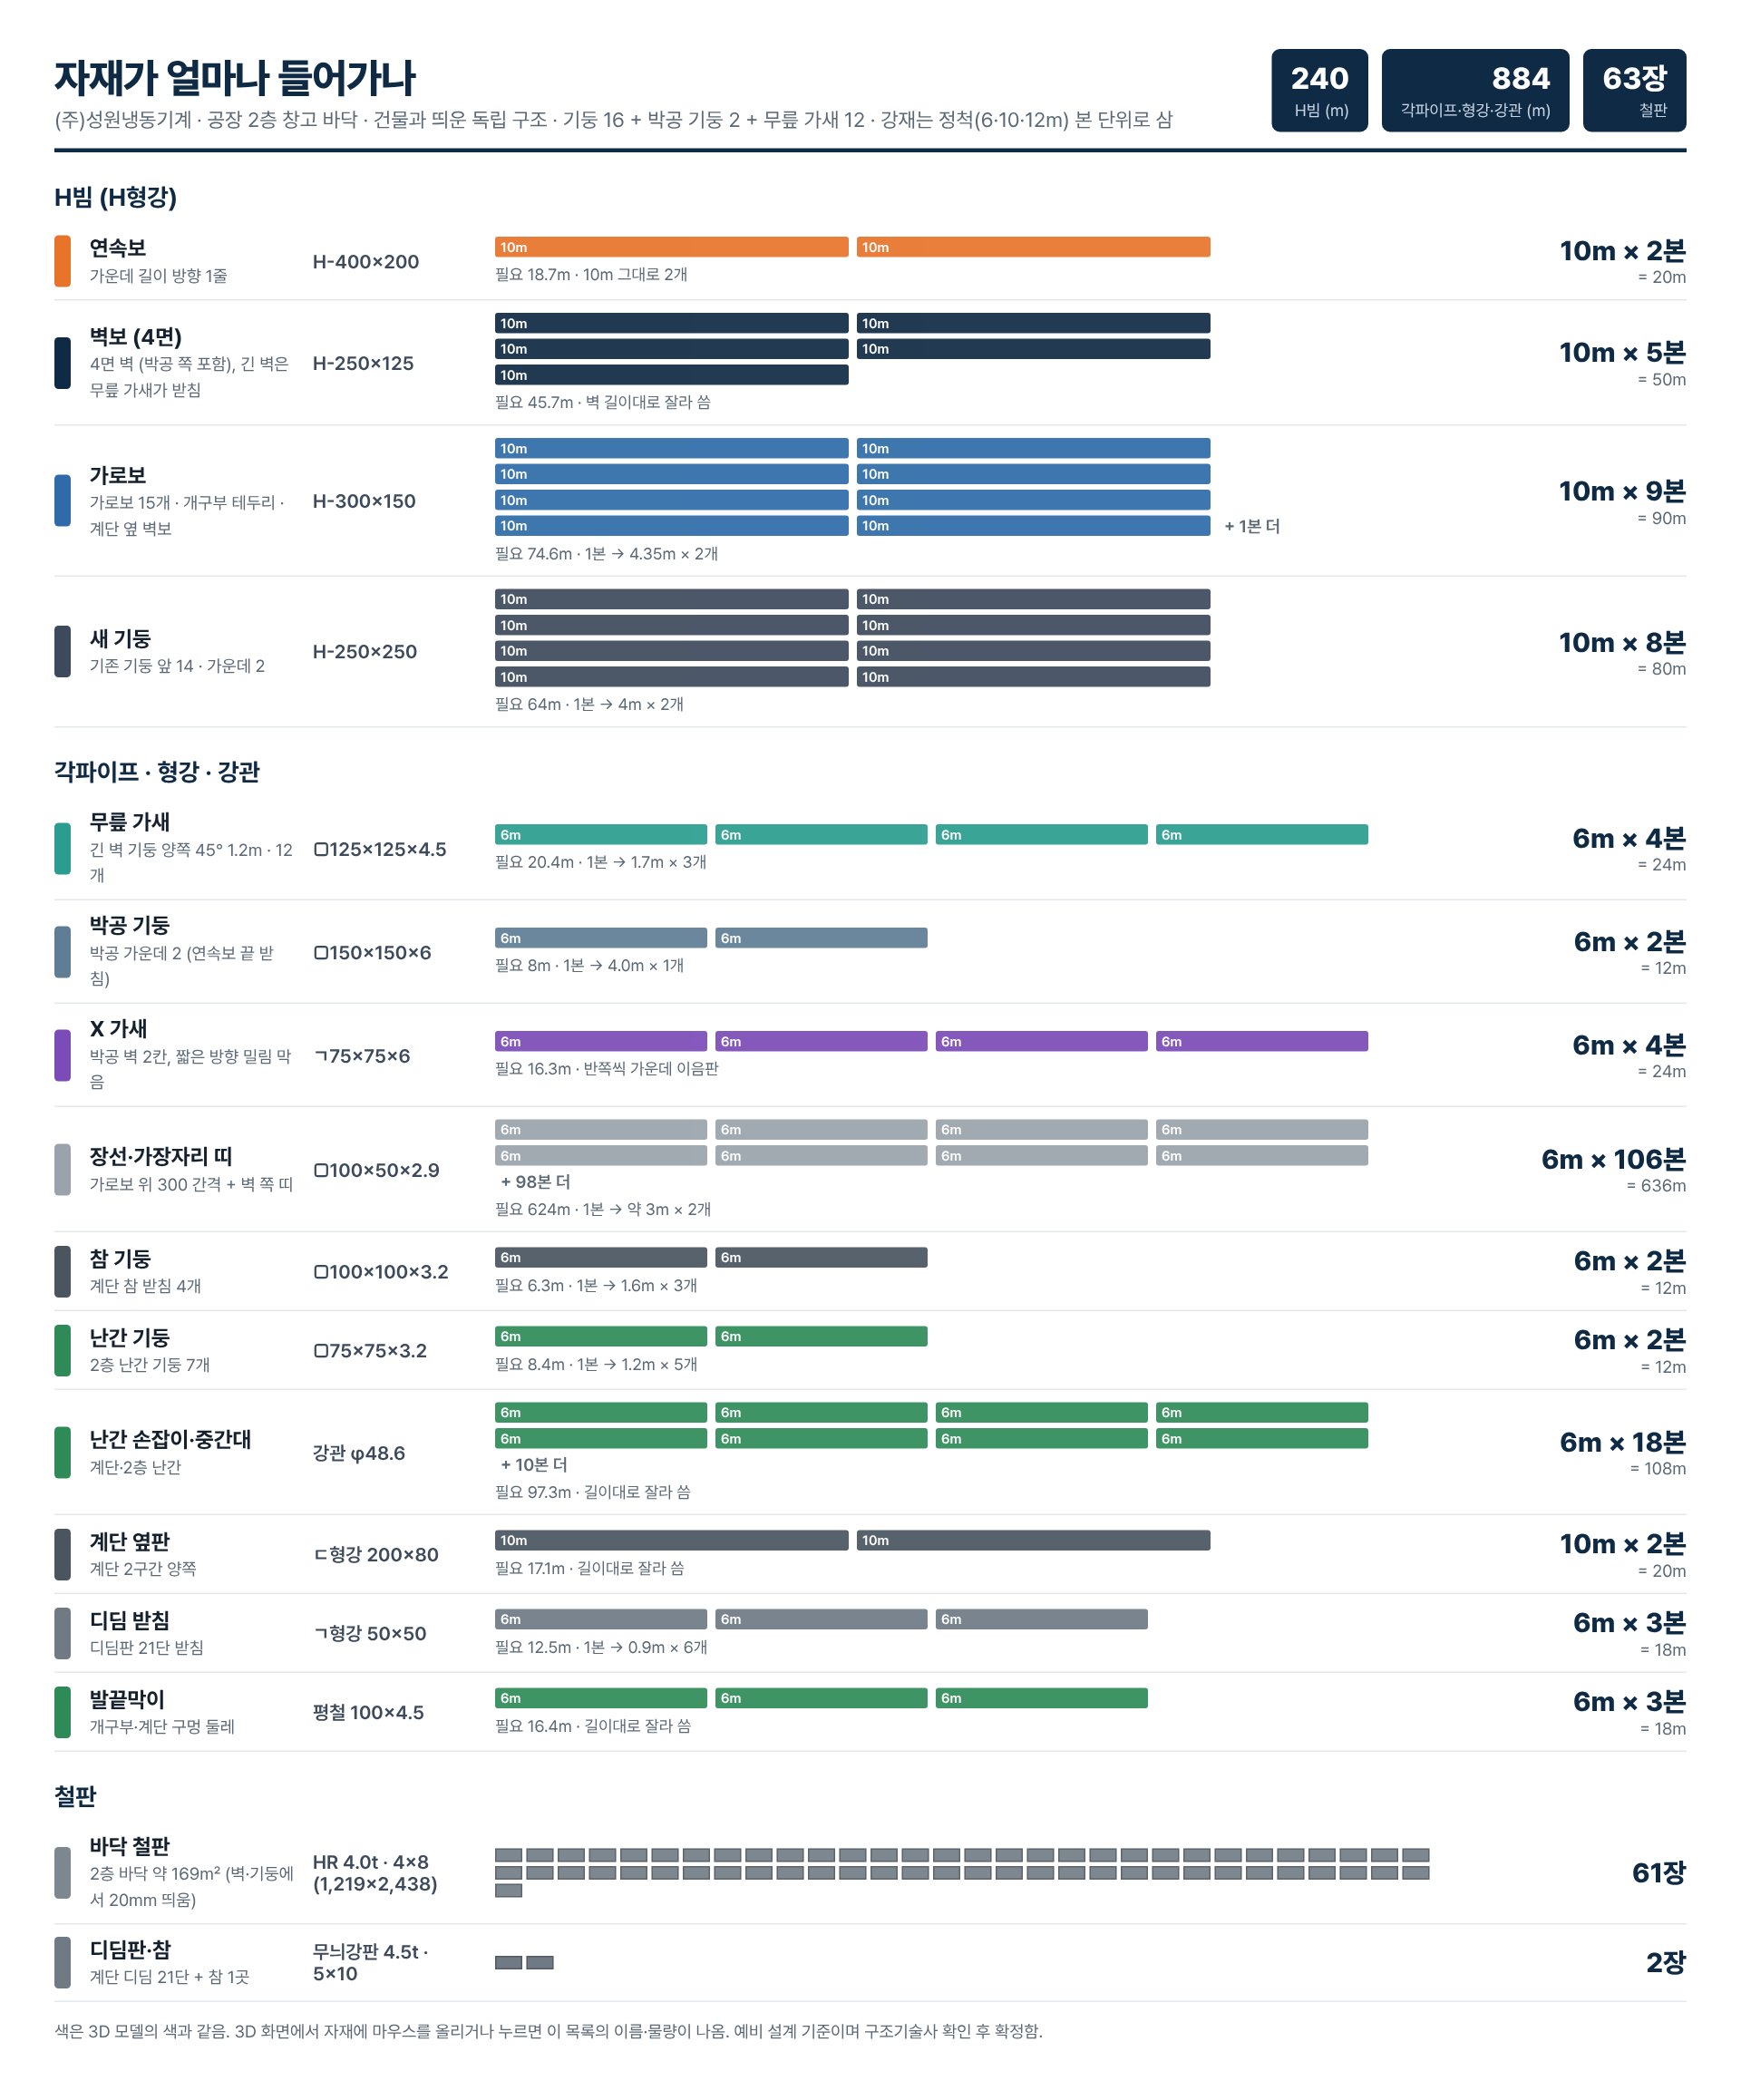 자재가 얼마나 들어가나
(주)성원냉동기계 · 공장 2층 창고 바닥 · 건물과 띄운 독립 구조 · 기둥 16 + 박공 기둥 2 + 무릎 가새 12 · 강재는 정척(6·10·12m) 본 단위로 삼
240
H빔 (m)
884
각파이프·형강·강관 (m)
63장
철판
H빔 (H형강)
연속보
가운데 길이 방향 1줄
H-400×200
10m 10m
필요 18.7m · 10m 그대로 2개
10m × 2본
= 20m
벽보 (4면)
4면 벽 (박공 쪽 포함), 긴 벽은
무릎 가새가 받침
H-250×125
10m 10m
10m 10m
10m
필요 45.7m · 벽 길이대로 잘라 씀
10m × 5본
= 50m
가로보
가로보 15개 · 개구부 테두리 ·
계단 옆 벽보
H-300×150
10m 10m
10m 10m
10m 10m
10m 10m + 1본 더
필요 74.6m · 1본 → 4.35m × 2개
10m × 9본
= 90m
새 기둥
기존 기둥 앞 14 · 가운데 2
H-250×250
10m 10m
10m 10m
10m 10m
10m 10m
필요 64m · 1본 → 4m × 2개
10m × 8본
= 80m
각파이프 · 형강 · 강관
무릎 가새
긴 벽 기둥 양쪽 45° 1.2m · 12
개
□125×125×4.5
6m 6m 6m 6m
필요 20.4m · 1본 → 1.7m × 3개
6m × 4본
= 24m
박공 기둥
박공 가운데 2 (연속보 끝 받
침)
□150×150×6
6m 6m
필요 8m · 1본 → 4.0m × 1개
6m × 2본
= 12m
X 가새
박공 벽 2칸, 짧은 방향 밀림 막
음
ㄱ75×75×6
6m 6m 6m 6m
필요 16.3m · 반쪽씩 가운데 이음판
6m × 4본
= 24m
장선·가장자리 띠
가로보 위 300 간격 + 벽 쪽 띠
□100×50×2.9
6m 6m 6m 6m
6m 6m 6m 6m
+ 98본 더
필요 624m · 1본 → 약 3m × 2개
6m × 106본
= 636m
참 기둥
계단 참 받침 4개
□100×100×3.2
6m 6m
필요 6.3m · 1본 → 1.6m × 3개
6m × 2본
= 12m
난간 기둥
2층 난간 기둥 7개
□75×75×3.2
6m 6m
필요 8.4m · 1본 → 1.2m × 5개
6m × 2본
= 12m
난간 손잡이·중간대
계단·2층 난간
강관 φ48.6
6m 6m 6m 6m
6m 6m 6m 6m
+ 10본 더
필요 97.3m · 길이대로 잘라 씀
6m × 18본
= 108m
계단 옆판
계단 2구간 양쪽
ㄷ형강 200×80
10m 10m
필요 17.1m · 길이대로 잘라 씀
10m × 2본
= 20m
디딤 받침
디딤판 21단 받침
ㄱ형강 50×50
6m 6m 6m
필요 12.5m · 1본 → 0.9m × 6개
6m × 3본
= 18m
발끝막이
개구부·계단 구멍 둘레
평철 100×4.5
6m 6m 6m
필요 16.4m · 길이대로 잘라 씀
6m × 3본
= 18m
철판
바닥 철판
2층 바닥 약 169m² (벽·기둥에
서 20mm 띄움)
HR 4.0t · 4×8
(1,219×2,438)
61장
디딤판·참
계단 디딤 21단 + 참 1곳
무늬강판 4.5t ·
5×10
2장
색은 3D 모델의 색과 같음. 3D 화면에서 자재에 마우스를 올리거나 누르면 이 목록의 이름·물량이 나옴. 예비 설계 기준이며 구조기술사 확인 후 확정함.